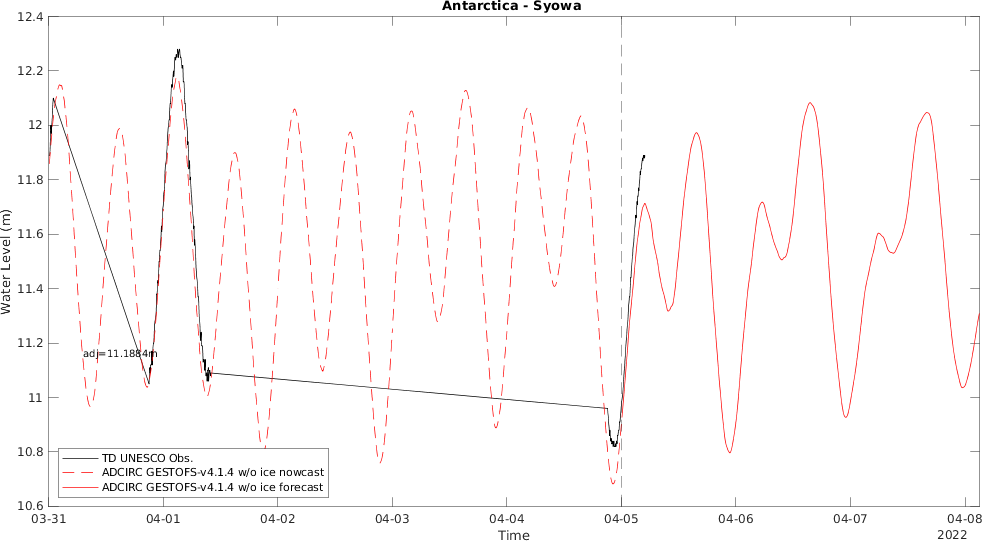 Antarctica - Syowa
12.4
12.2
12
11.8
11.6
11.4
11.2
11
10.8
10.6
Water Level (m)
adj=11.1884m
TD UNESCO Obs.
ADCIRC GESTOFS-v4.1.4 w/o ice nowcast
ADCIRC GESTOFS-v4.1.4 w/o ice forecast
03-31 04-01 04-02 04-03 04-04 04-05 04-06 04-07 04-08
Time 2022